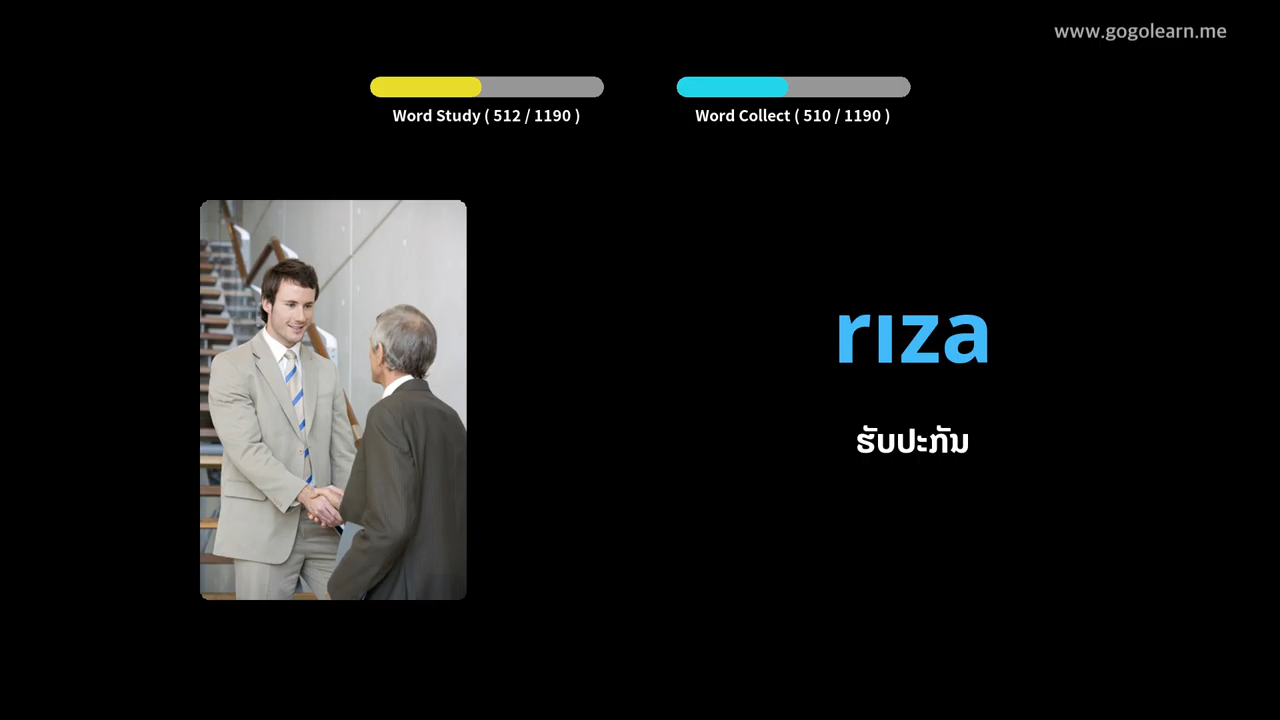 www.gogolearn.me
Word Study ( 512 / 1190 )
Word Collect ( 510 / 1190 )
rıza
ຮັບປະກັນ